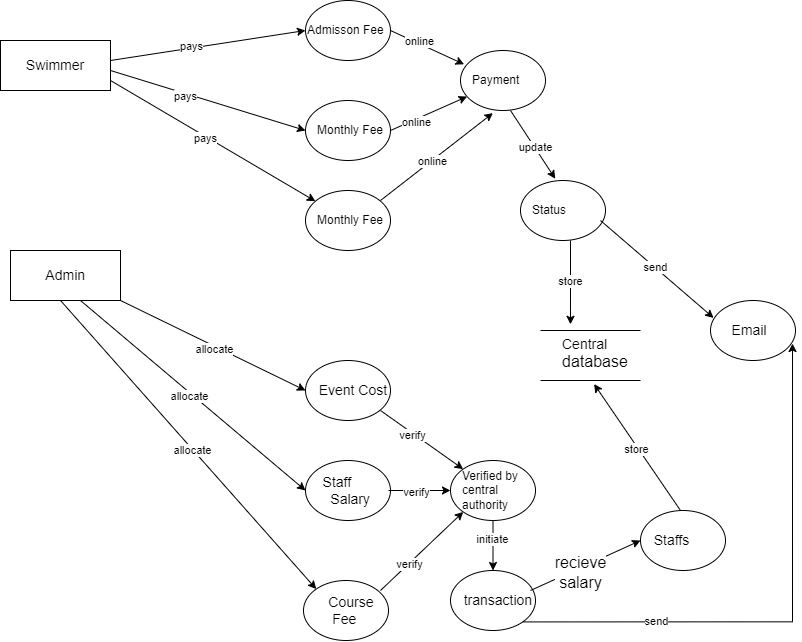 Admisson Fee
pays
online
Swimmer
Payment
pays
online
Monthly Fee
pays
update
online
Status
Monthly Fee
Admin
send
store
Email
Central
database
allocate
Event Cost
allocate
verify
store
allocate
Staff
Salary
verify
Verified by
central
authority
initiate
Staffs
verify
recieve
salary
Course
Fee
transaction
send